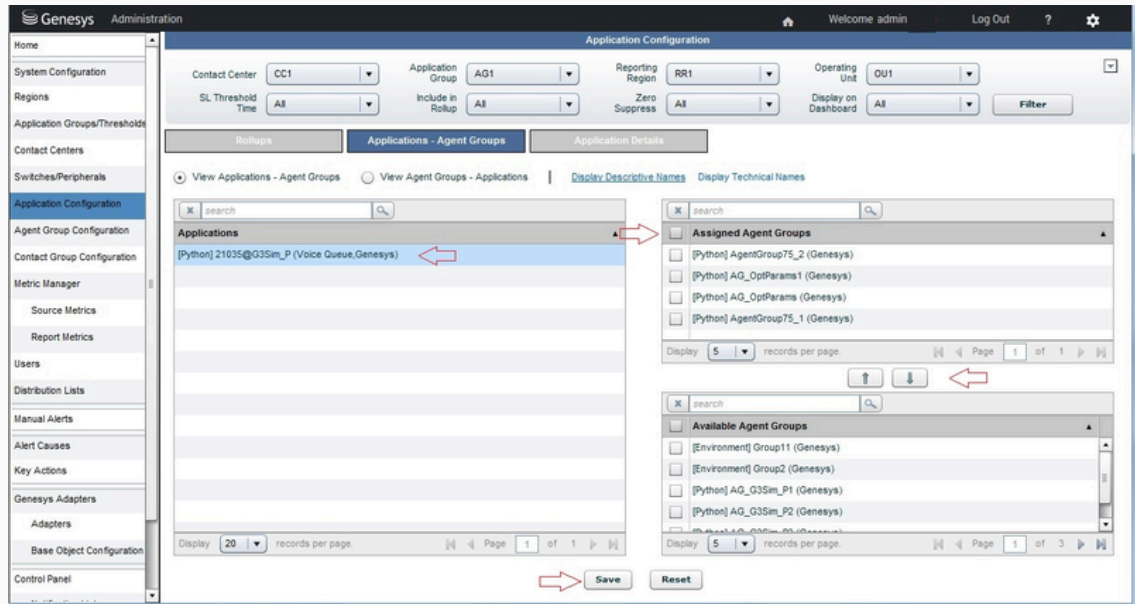 Genesys Administration Welcome admin Log Out ?
Home
System Configuration
Regions
Application Groups/Thresholds
Contact Centers
Switches/Peripherals
Application Configuration
Agent Group Configuration
Contact Group Configuration
Metric Manager
Source Metrics
Report Metrics
Users
Distribution Lists
Manual Alerts
Alert Causes
Key Actions
Genesys Adapters
Adapters
Base Object Configuration
Control Panel
Application Configuration
Contact Center CC1 Application Group AG1 Reporting Region RR1 Operating Unit OU1
SL Threshold Time All Include in Rollup All Zero Suppress All Display on Dashboard All Filter
Rollups Applications - Agent Groups Application Details
View Applications - Agent Groups View Agent Groups - Applications | Display Descriptive Names Display Technical Names
search
Applications
[Python] 21035@G3Sim_P (Voice Queue,Genesys)
Display 20 records per page. Page 1 of 1
search
Assigned Agent Groups
[Python] AgentGroup75_2 (Genesys)
[Python] AG_OptParams1 (Genesys)
[Python] AG_OptParams (Genesys)
[Python] AgentGroup75_1 (Genesys)
Display 5 records per page. Page 1 of 1
search
Available Agent Groups
[Environment] Group11 (Genesys)
[Environment] Group2 (Genesys)
[Python] AG_G3Sim_P1 (Genesys)
[Python] AG_G3Sim_P2 (Genesys)
Display 5 records per page. Page 1 of 3
Save Reset